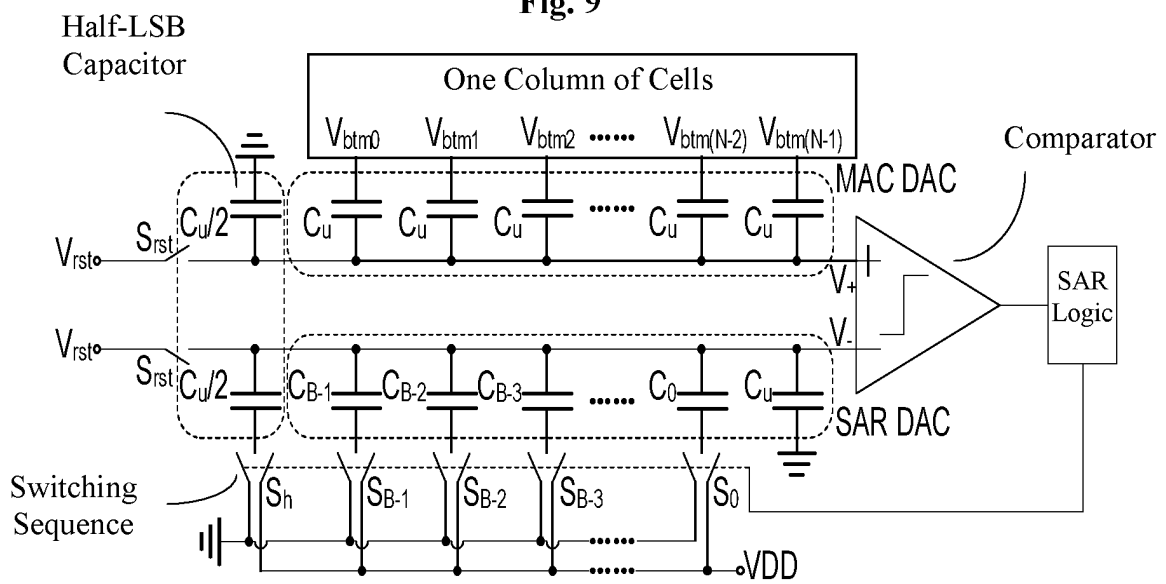 Fig. 9
Half-LSB
Capacitor
One Column of Cells
Vbtm0 Vbtm1 Vbtm2 ······ Vbtm(N-2) Vbtm(N-1)
Comparator
MAC DAC
Cu/2 Cu Cu Cu ······ Cu Cu
Srst
Vrst
V+
SAR
Logic
Vrst
V-
Srst
Cu/2 CB-1 CB-2 CB-3 ······ C0 Cu
SAR DAC
Switching
Sequence
Sh SB-1 SB-2 SB-3 S0
······
······
VDD